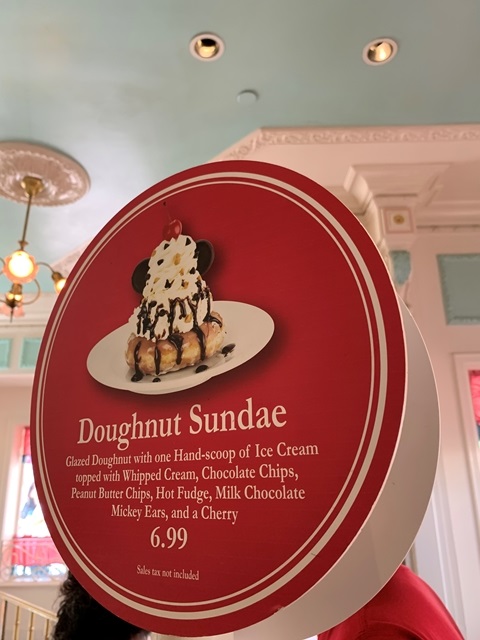 Doughnut Sundae
Glazed Doughnut with one Hand-scoop of Ice Cream
topped with Whipped Cream, Chocolate Chips,
Peanut Butter Chips, Hot Fudge, Milk Chocolate
Mickey Ears, and a Cherry
6.99
Sales tax not included